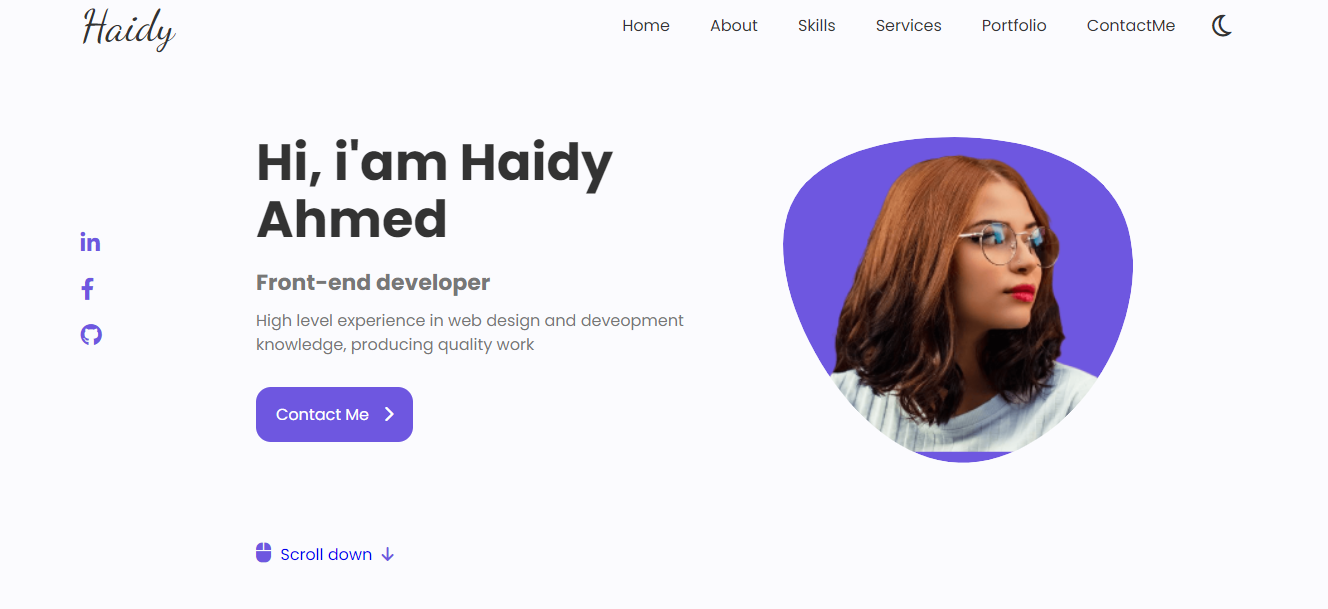 Haidy
Home About Skills Services Portfolio ContactMe
Hi, i'am Haidy
Ahmed
Front-end developer
High level experience in web design and deveopment
knowledge, producing quality work
Contact Me
Scroll down